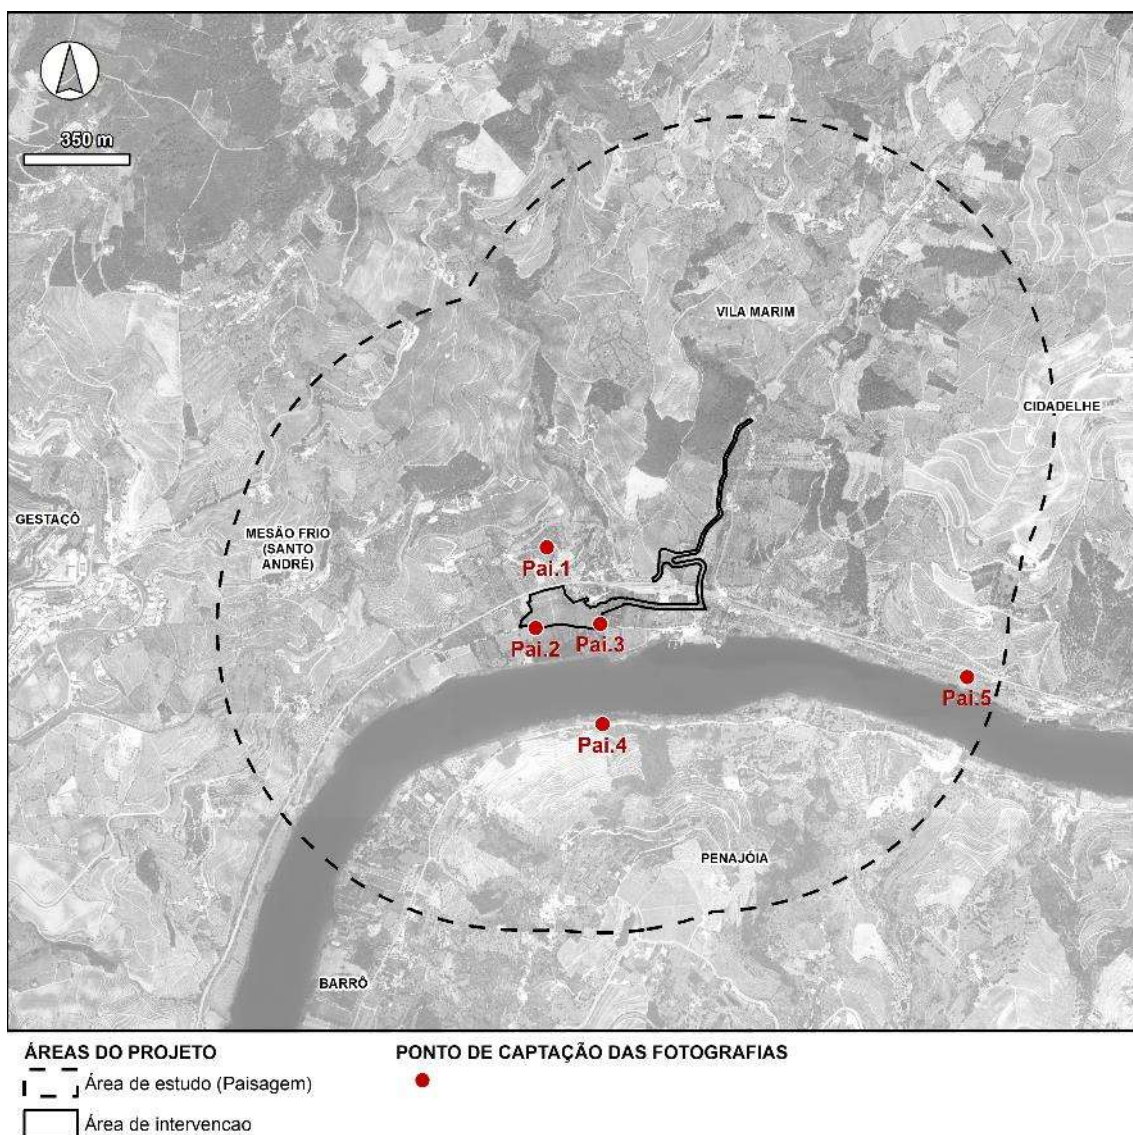 350 m
VILA MARIM
CIDADELHE
GESTAÇÔ
MESÃO FRIO
(SANTO
ANDRÉ)
Pai.1
Pai.2
Pai.3
Pai.5
Pai.4
PENAJÓIA
BARRÔ
ÁREAS DO PROJETO
Área de estudo (Paisagem)
Área de intervencao
PONTO DE CAPTAÇÃO DAS FOTOGRAFIAS